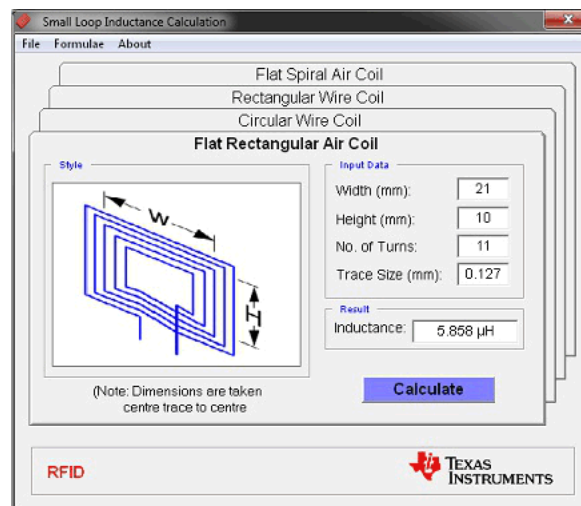 Small Loop Inductance Calculation
File Formulae About
Flat Spiral Air Coil
Rectangular Wire Coil
Circular Wire Coil
Flat Rectangular Air Coil
Style
W
H
(Note: Dimensions are taken
centre trace to centre
Input Data
Width (mm): 21
Height (mm): 10
No. of Turns: 11
Trace Size (mm): 0.127
Result
Inductance: 5.858 µH
Calculate
RFID
TEXAS
INSTRUMENTS